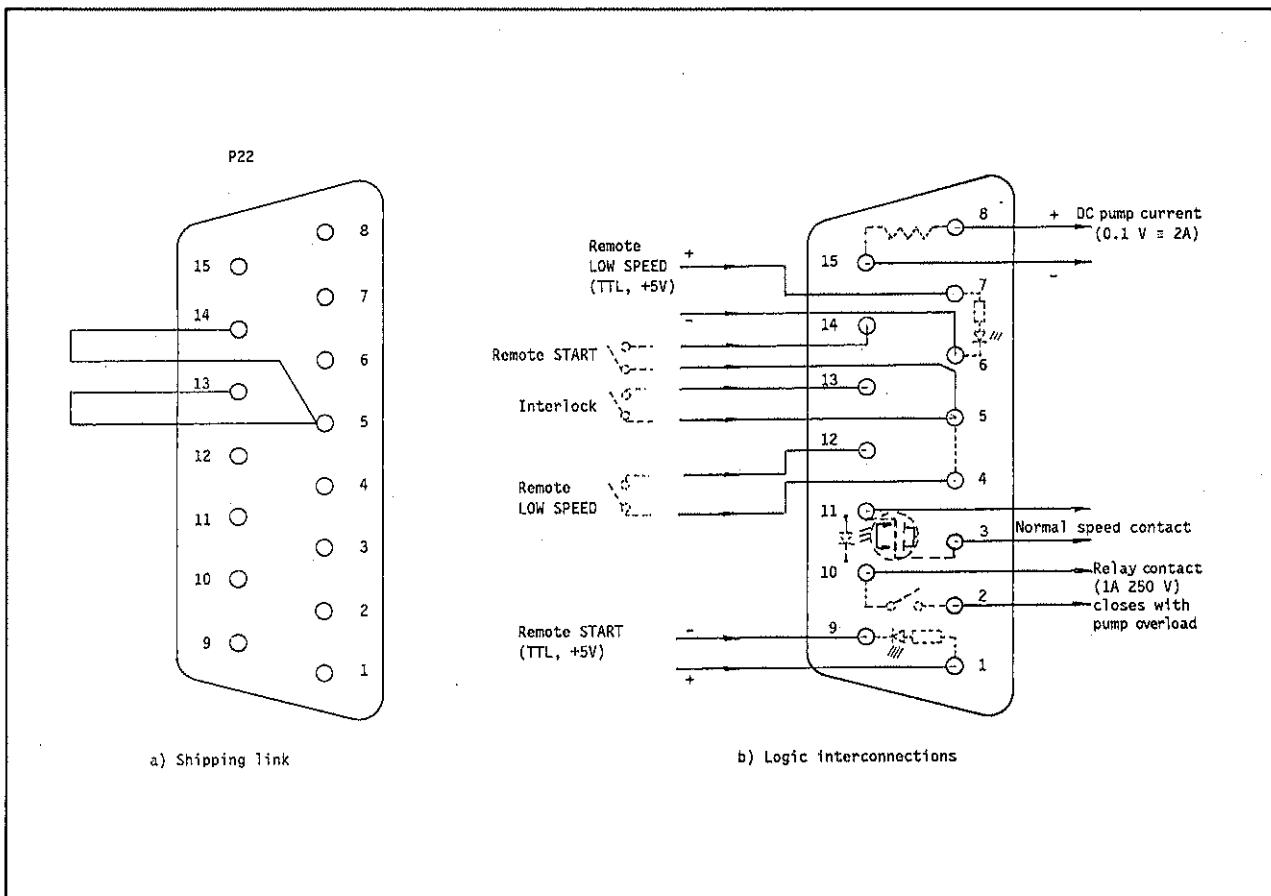 P22
8
15
7
14
6
13
5
12
4
11
3
10
2
9
1
a) Shipping link
Remote
LOW SPEED
(TTL, +5V)
+
-
Remote START
Interlock
Remote
LOW SPEED
Remote START
(TTL, +5V)
-
+
8
15
7
14
6
13
5
12
4
11
3
10
2
9
1
+ DC pump current
(0.1 V ≡ 2A)
-
Normal speed contact
Relay contact
(1A 250 V)
closes with
pump overload
b) Logic interconnections